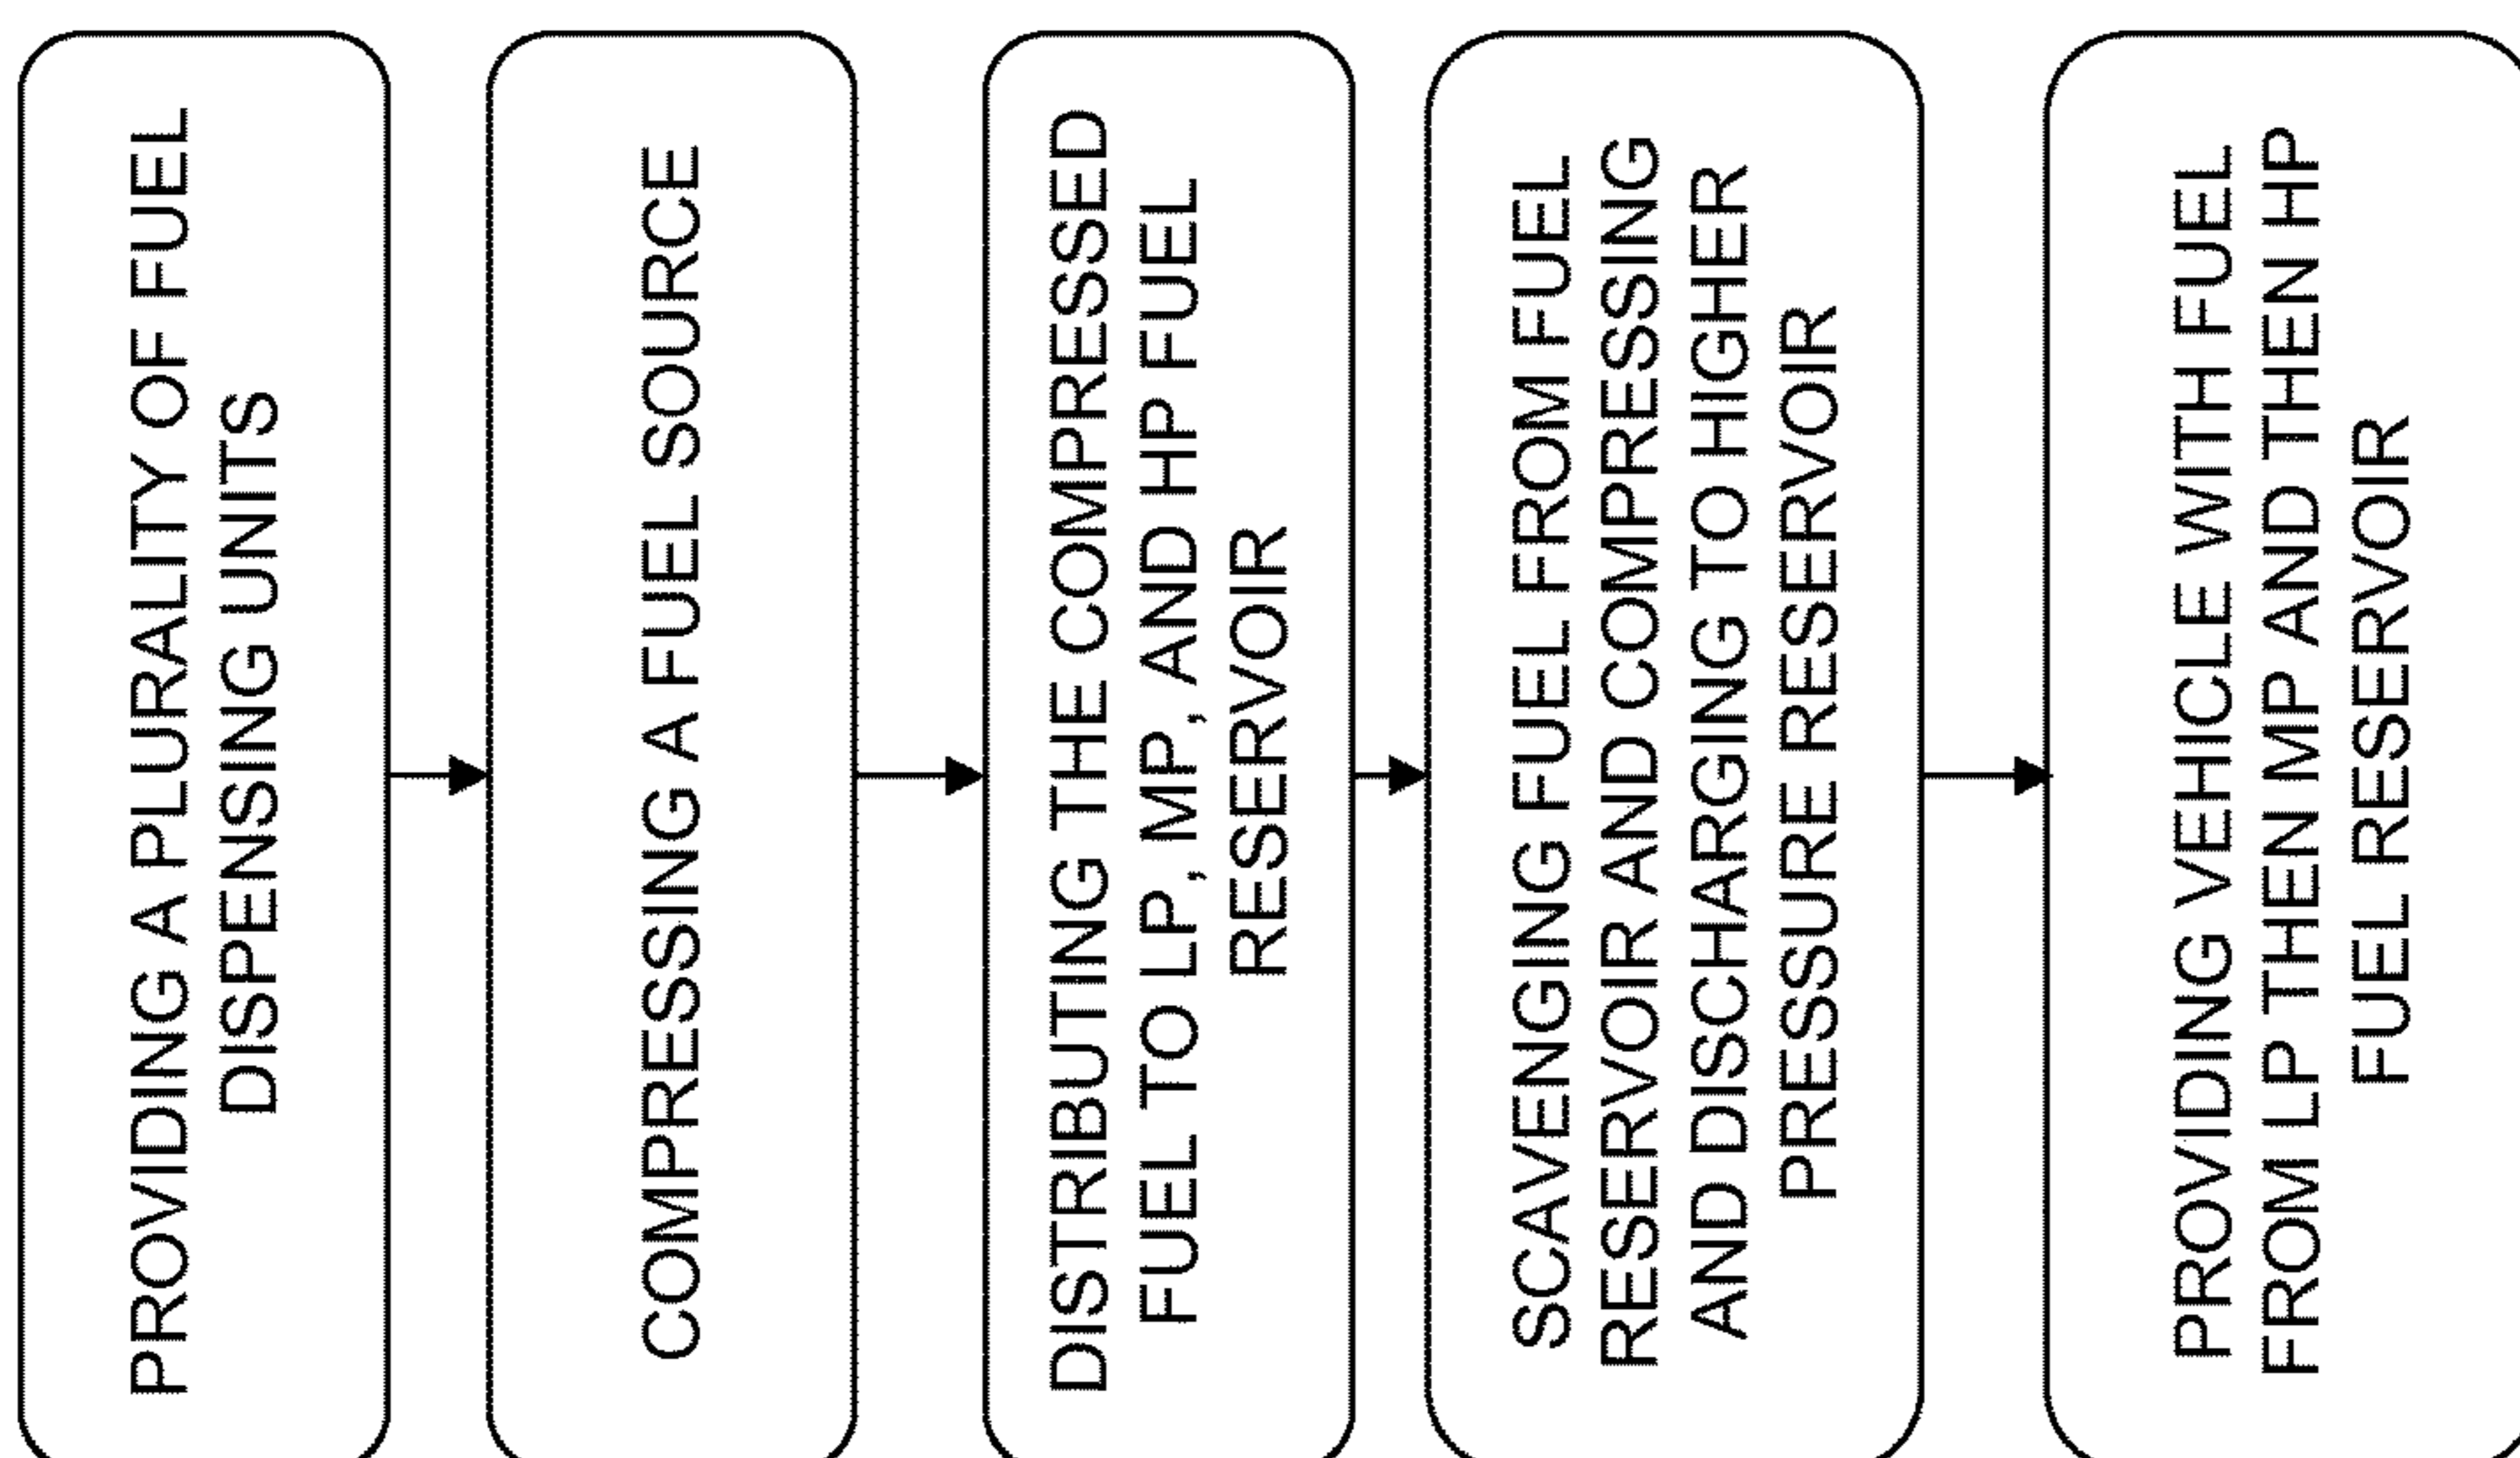 PROVIDING A PLURALITY OF FUEL
DISPENSING UNITS
COMPRESSING A FUEL SOURCE
DISTRIBUTING THE COMPRESSED
FUEL TO LP, MP, AND HP FUEL
RESERVOIR
SCAVENGING FUEL FROM FUEL
RESERVOIR AND COMPRESSING
AND DISCHARGING TO HIGHER
PRESSURE RESERVOIR
PROVIDING VEHICLE WITH FUEL
FROM LP THEN MP AND THEN HP
FUEL RESERVOIR